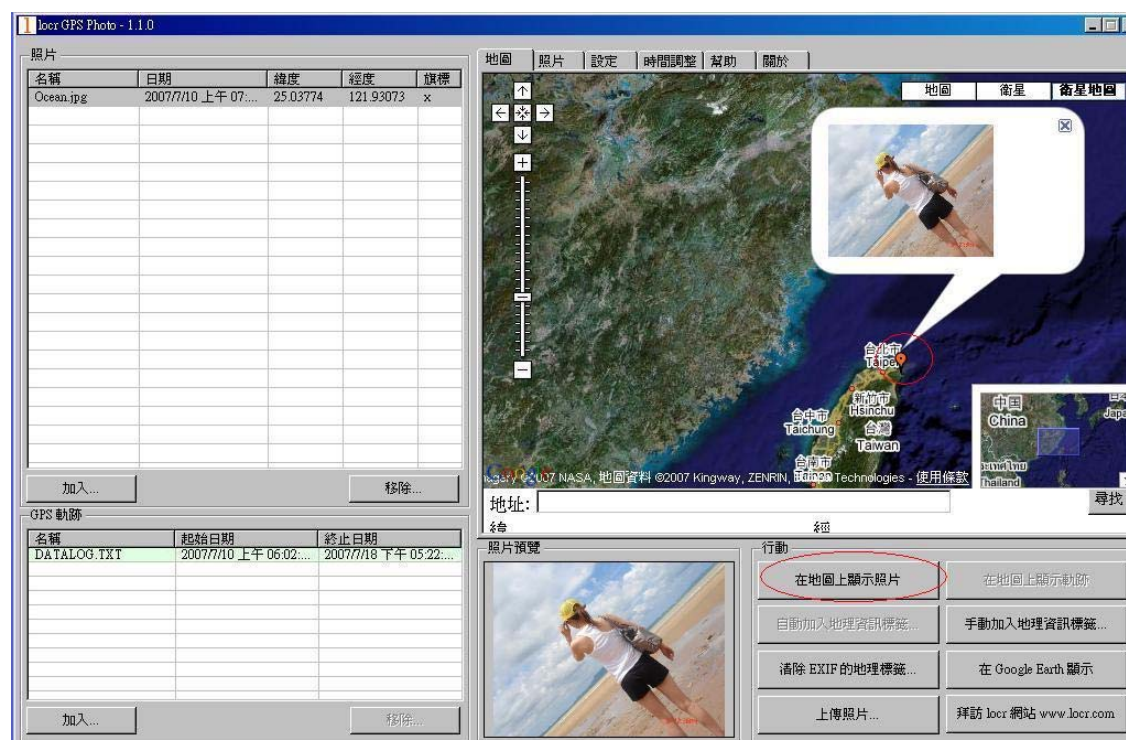 locr GPS Photo - 1.1.0
照片
名稱 日期 緯度 經度 旗標
Ocean.jpg 2007/7/10 上午 07:... 25.03774 121.93073 x
加入...
移除...
GPS 軌跡
名稱 起始日期 終止日期
DATALOG.TXT 2007/7/10 上午 06:02:... 2007/7/18 下午 05:22:...
加入...
移除...
地圖 照片 設定 時間調整 幫助 關於
地圖 衛星 衛星地圖
台北市
Taipei
新竹市
Hsinchu
台中市
Taichung
台灣
Taiwan
台南市
Tainan
中国
China
Thailand
©2007 NASA, 地圖資料 ©2007 Kingway, ZENRIN, Technologies - 使用條款
地址:
尋找
緯 經
照片預覽
行動
在地圖上顯示照片
在地圖上顯示軌跡
自動加入地理資訊標籤...
手動加入地理資訊標籤...
清除 EXIF 的地理標籤...
在 Google Earth 顯示
上傳照片...
拜訪 locr 網站 www.locr.com